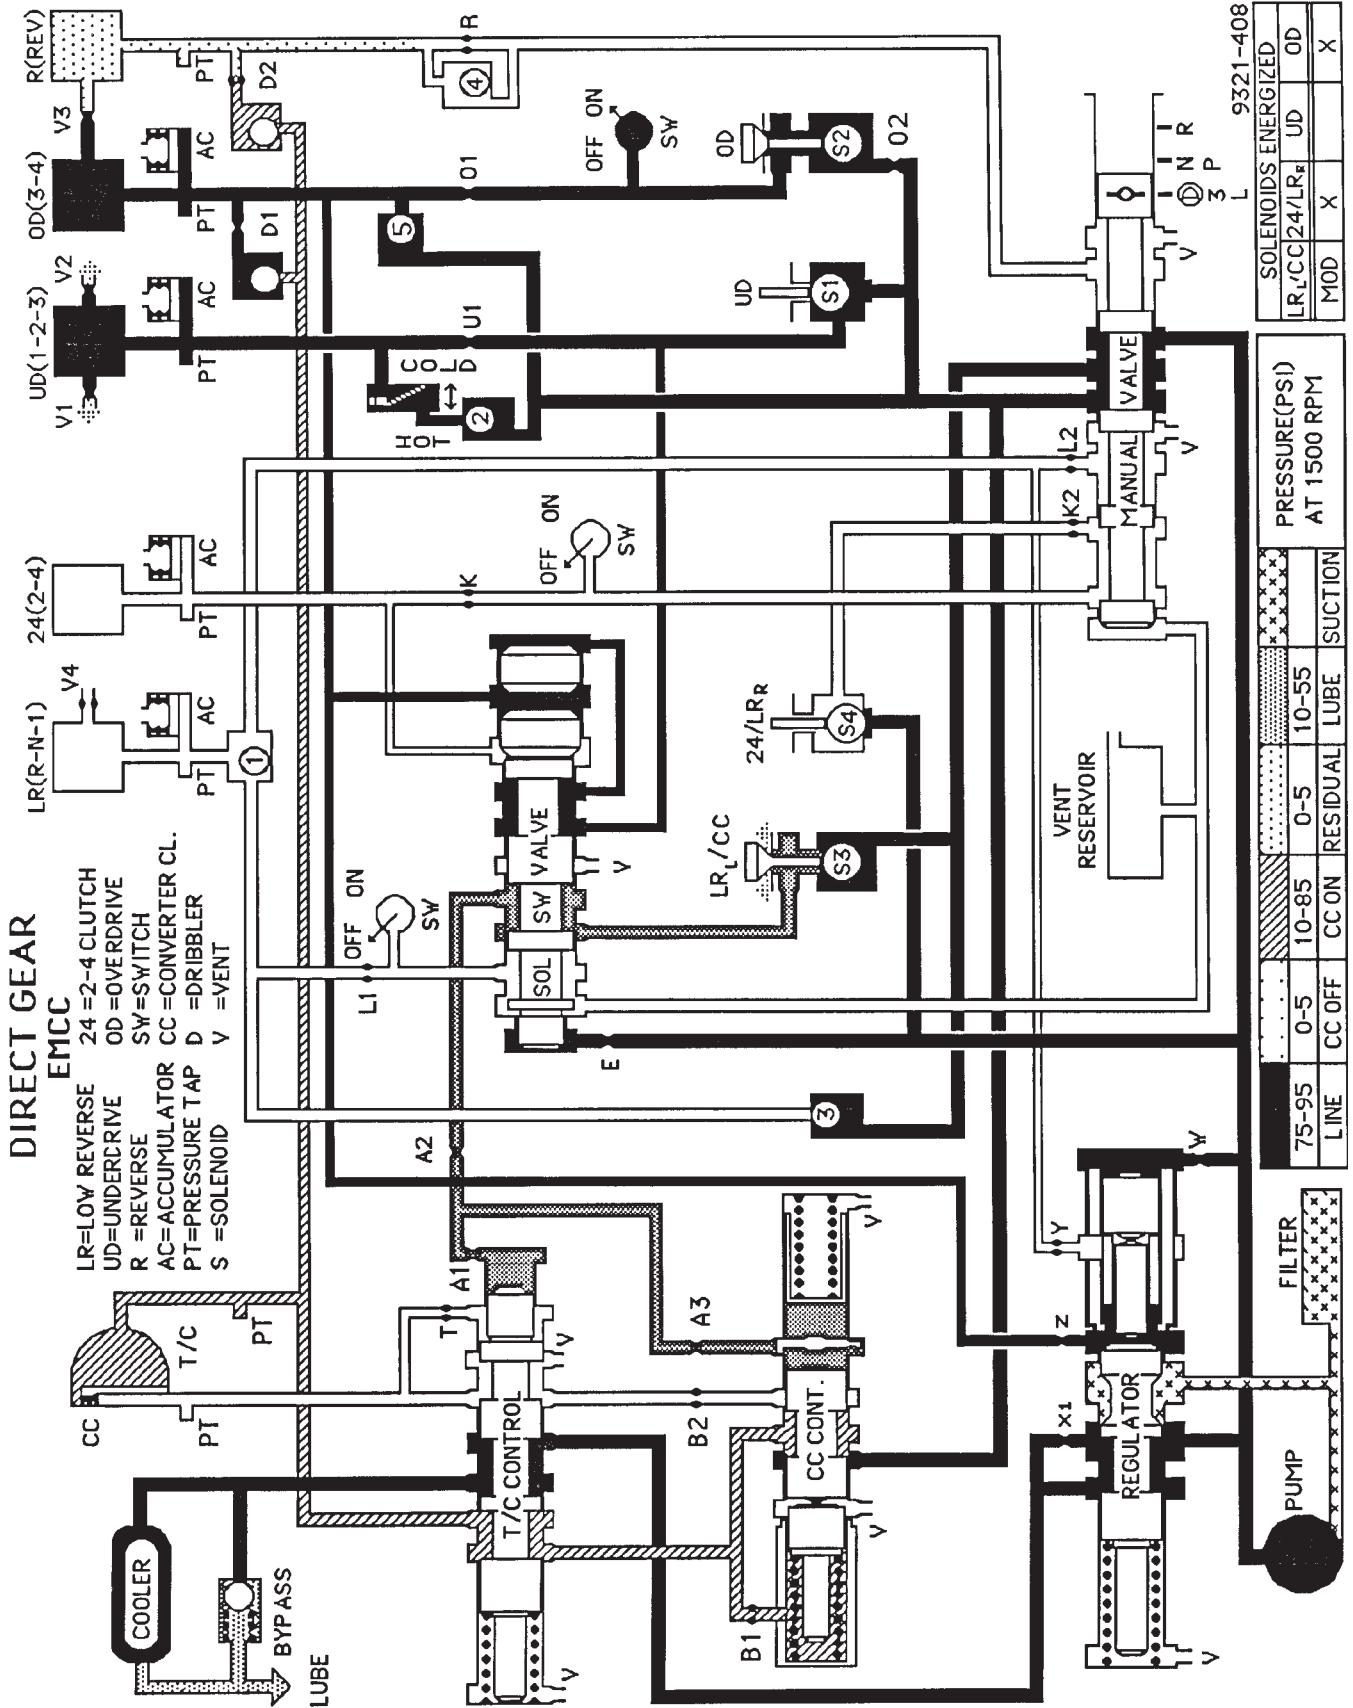 DIRECT GEAR
EMCC
LR=LOW REVERSE
UD=UNDERDRIVE
R =REVERSE
AC=ACCUMULATOR
PT=PRESSURE TAP
S =SOLENOID
24 =2-4 CLUTCH
OD =OVERDRIVE
SW=SWITCH
CC =CONVERTER CL.
D =DRIBBLER
V =VENT
LR(R-N-1)
V4
AC
PT
1
24(2-4)
AC
PT
UD(1-2-3)
V1
V2
AC
PT
OD(3-4)
V3
AC
PT
D1
R(REV)
PT
D2
R
4
O1
OFF ON
SW
5
U1
COLD
HOT
2
K
OFF ON
SW
L1
OFF ON
SW
CC
T/C
PT
PT
COOLER
BYPASS
LUBE
A1
A2
A3
T
V
V
T/C CONTROL
B1
B2
CC CONT.
V
V
SOL SW VALVE
V
E
3
LRL/CC
S3
24/LRR
S4
UD
S1
OD
S2
O2
K2
L2
VENT
RESERVOIR
MANUAL VALVE
V
V
D N R
3 P
L
REGULATOR
V
X1
Z
Y
W
PUMP
FILTER
75-95 0-5 10-85 0-5 10-55
LINE CC OFF CC ON RESIDUAL LUBE SUCTION
PRESSURE(PSI)
AT 1500 RPM
9321-408
SOLENOIDS ENERGIZED
LRL/CC 24/LRR UD OD
MOD X X